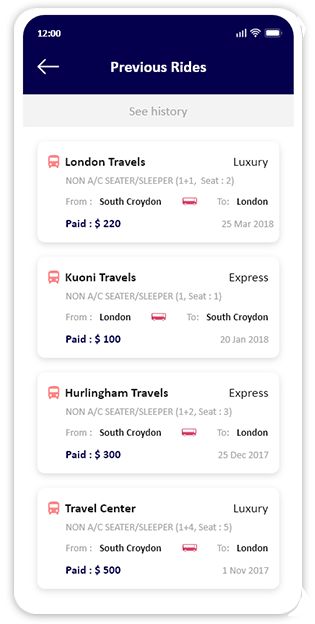 12:00
Previous Rides
See history
London Travels Luxury
NON A/C SEATER/SLEEPER (1+1, Seat : 2)
From : South Croydon To: London
Paid : $ 220 25 Mar 2018
Kuoni Travels Express
NON A/C SEATER/SLEEPER (1, Seat : 1)
From : London To: South Croydon
Paid : $ 100 20 Jan 2018
Hurlingham Travels Express
NON A/C SEATER/SLEEPER (1+2, Seat : 3)
From : South Croydon To: London
Paid : $ 300 25 Dec 2017
Travel Center Luxury
NON A/C SEATER/SLEEPER (1+4, Seat : 5)
From : South Croydon To: London
Paid : $ 500 1 Nov 2017